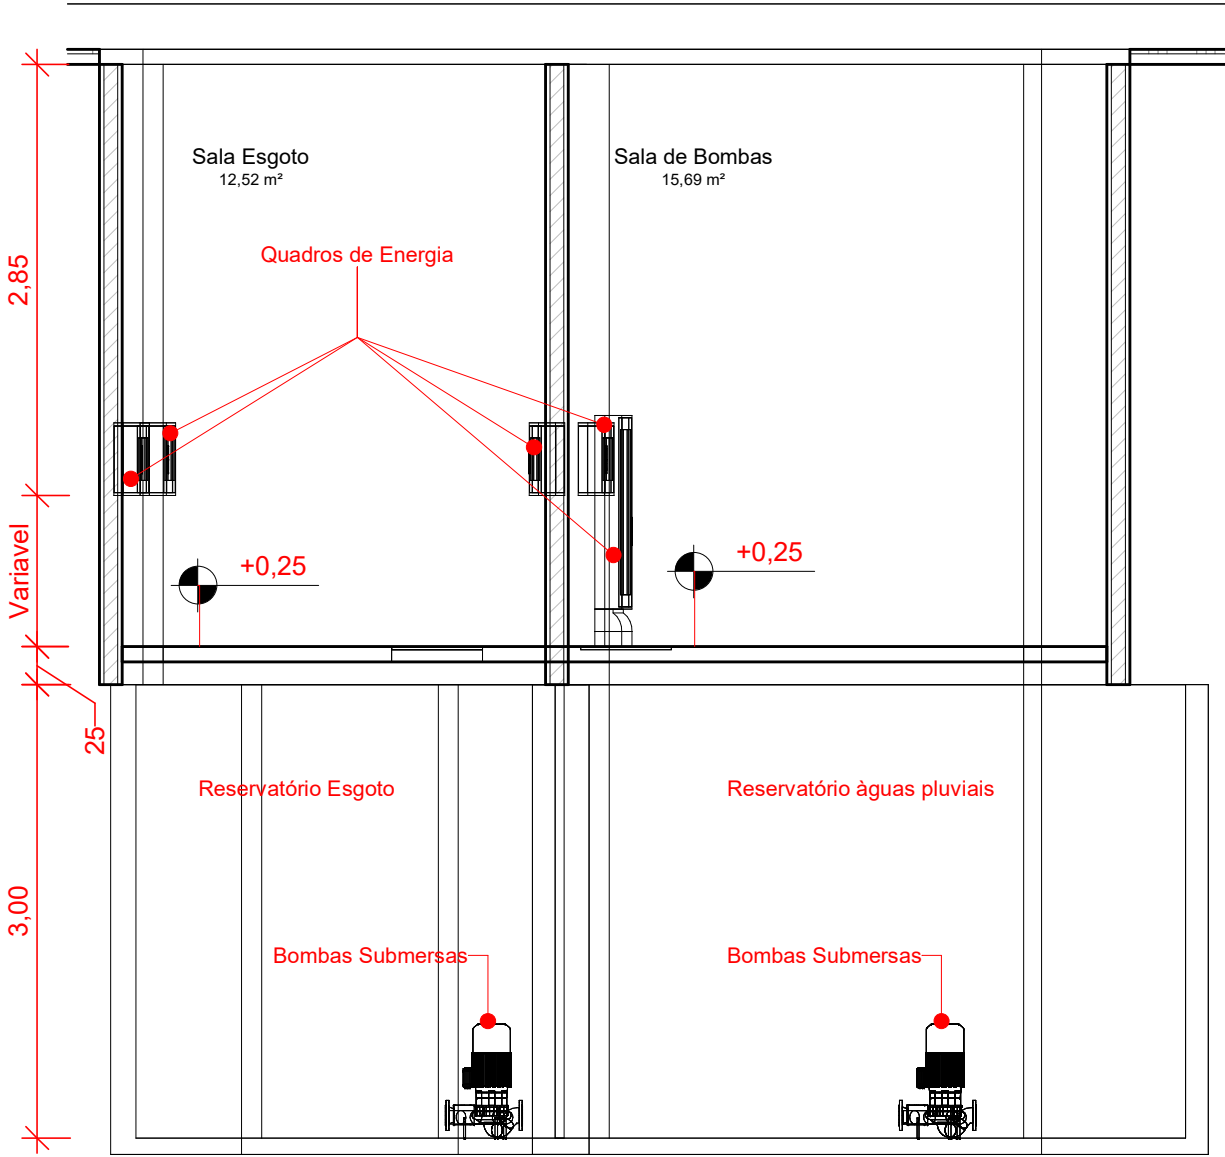 Sala Esgoto
12,52 m²
Sala de Bombas
15,69 m²
Quadros de Energia
2,85
Variavel
+0,25
+0,25
25
Reservatório Esgoto
Reservatório àguas pluviais
3,00
Bombas Submersas
Bombas Submersas